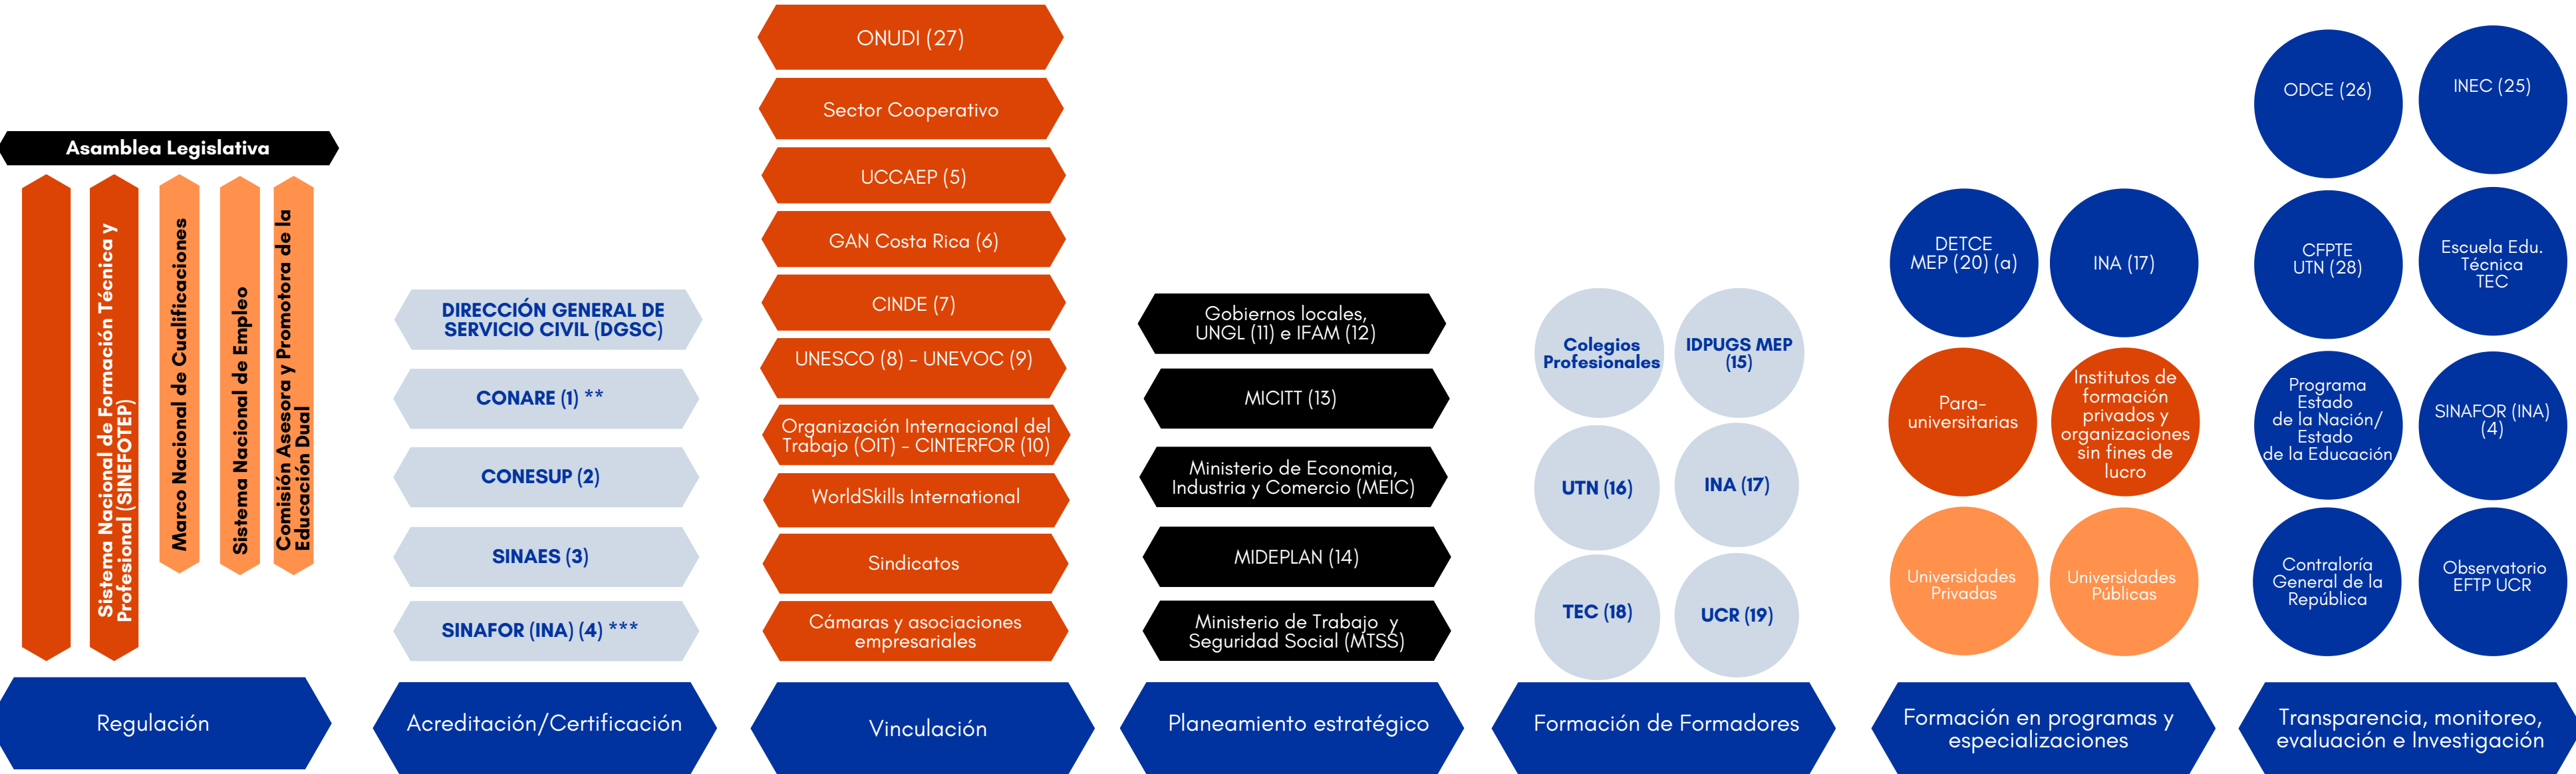 Asamblea Legislativa
Sistema Nacional de Formación Técnica y
Profesional (SINEFOTEP)
Marco Nacional de Cualificaciones
Sistema Nacional de Empleo
Comisión Asesora y Promotora de la
Educación Dual
Regulación
DIRECCIÓN GENERAL DE
SERVICIO CIVIL (DGSC)
CONARE (1) **
CONESUP (2)
SINAES (3)
SINAFOR (INA) (4) ***
Acreditación/Certificación
ONUDI (27)
Sector Cooperativo
UCCAEP (5)
GAN Costa Rica (6)
CINDE (7)
UNESCO (8) - UNEVOC (9)
Organización Internacional del
Trabajo (OIT) - CINTERFOR (10)
WorldSkills International
Sindicatos
Cámaras y asociaciones
empresariales
Vinculación
Gobiernos locales,
UNGL (11) e IFAM (12)
MICITT (13)
Ministerio de Economia,
Industria y Comercio (MEIC)
MIDEPLAN (14)
Ministerio de Trabajo y
Seguridad Social (MTSS)
Planeamiento estratégico
Colegios
Profesionales
IDPUGS MEP
(15)
UTN (16)
INA (17)
TEC (18)
UCR (19)
Formación de Formadores
DETCE
MEP (20) (a)
INA (17)
Para-
universitarias
Institutos de
formación
privados y
organizaciones
sin fines de
lucro
Universidades
Privadas
Universidades
Públicas
Formación en programas y
especializaciones
ODCE (26)
INEC (25)
CFPTE
UTN (28)
Escuela Edu.
Técnica
TEC
Programa
Estado
de la Nación/
Estado
de la Educación
SINAFOR (INA)
(4)
Contraloría
General de la
República
Observatorio
EFTP UCR
Transparencia, monitoreo,
evaluación e Investigación